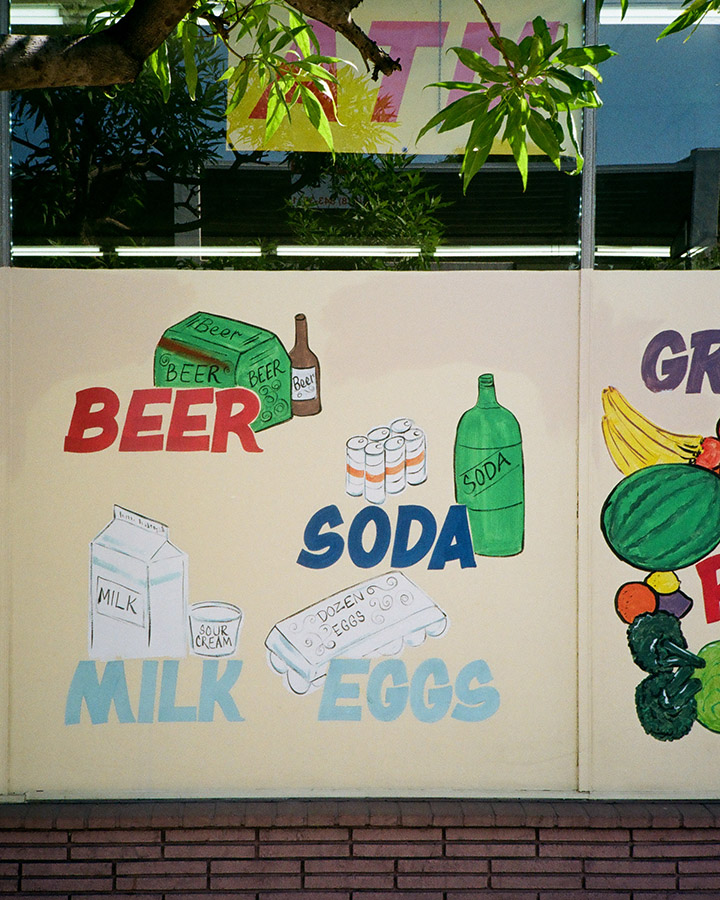 ATM
Beer
BEER
BEER
Beer
BEER
GR
SODA
SODA
MILK
SOUR
CREAM
DOZEN
EGGS
MILK
EGGS